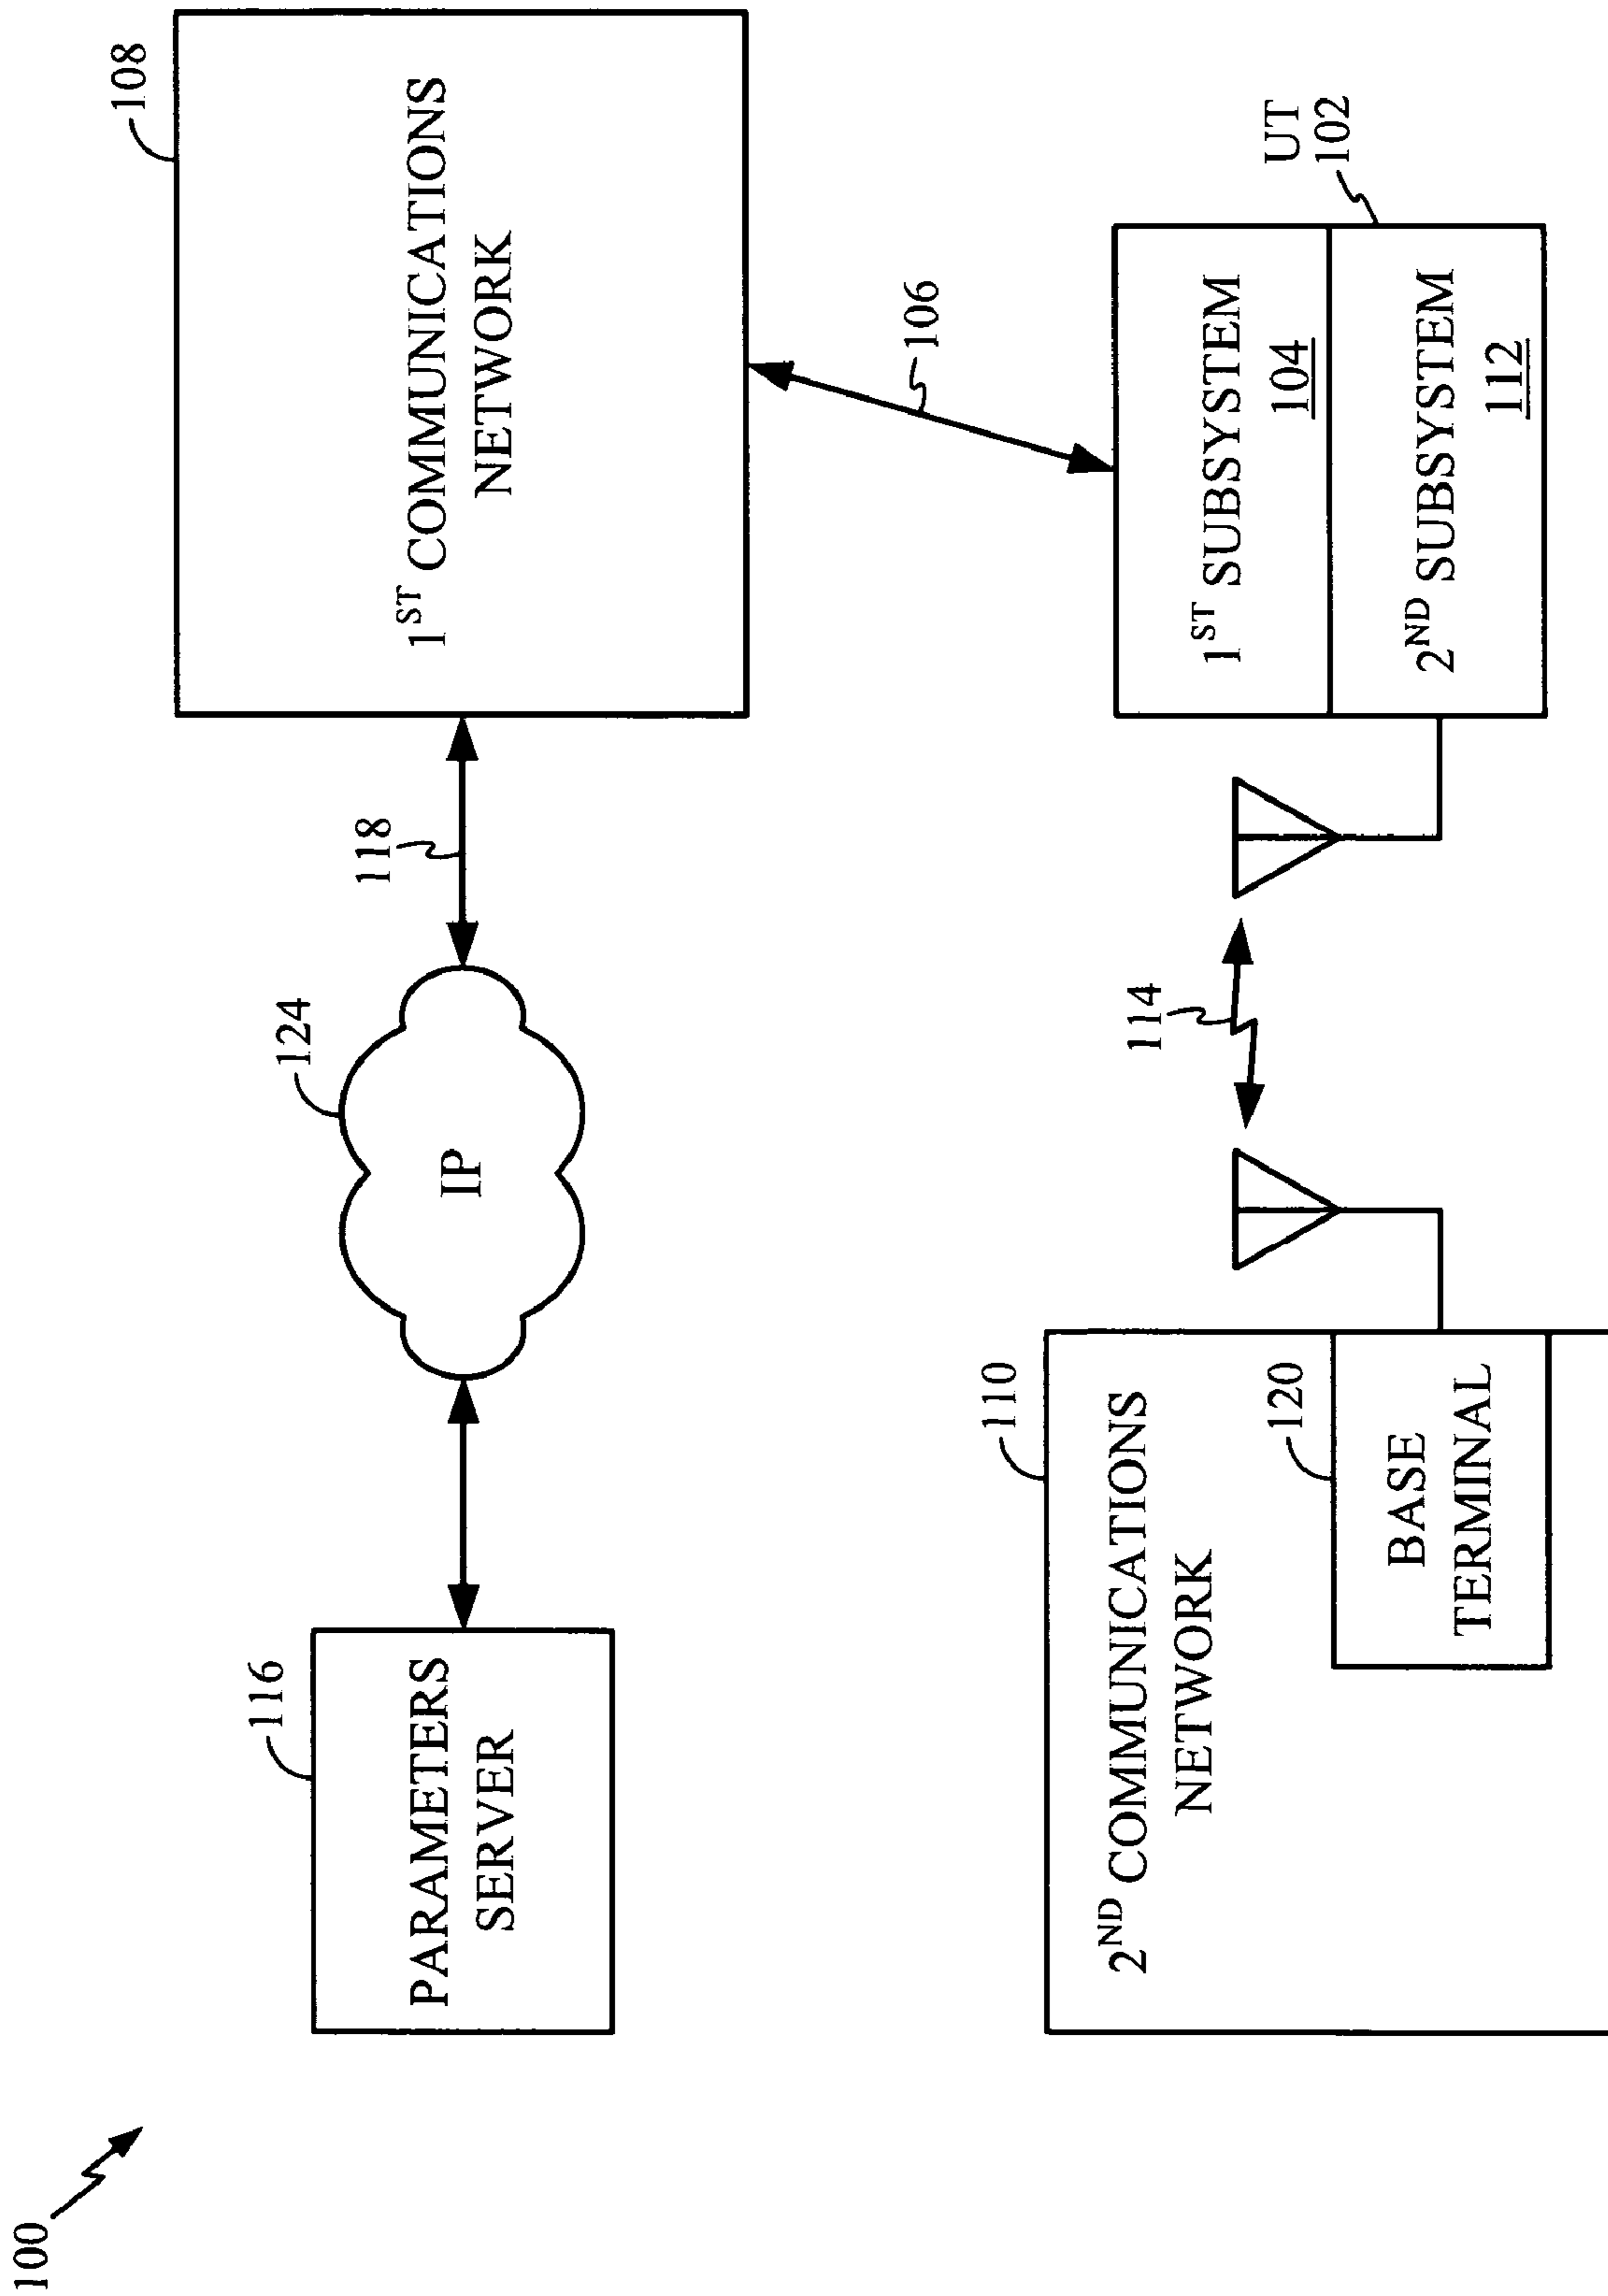 100
116
PARAMETERS
SERVER
124
IP
118
108
1ST COMMUNICATIONS
NETWORK
106
110
2ND COMMUNICATIONS
NETWORK
120
BASE
TERMINAL
114
UT
102
1ST SUBSYSTEM
104
2ND SUBSYSTEM
112